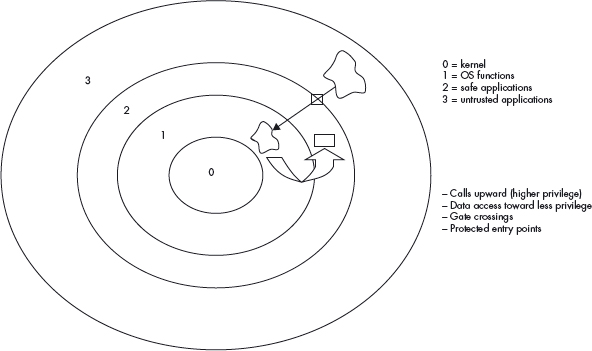 3
2
1
0
0 = kernel
1 = OS functions
2 = safe applications
3 = untrusted applications
– Calls upward (higher privilege)
– Data access toward less privilege
– Gate crossings
– Protected entry points